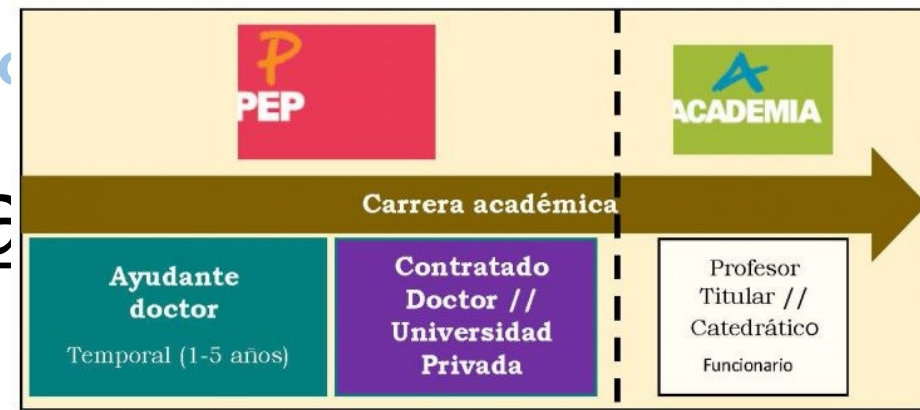 PEP
ACADEMIA
Carrera académica
Ayudante
doctor
Temporal (1-5 años)
Contratado
Doctor //
Universidad
Privada
Profesor
Titular //
Catedrático
Funcionario